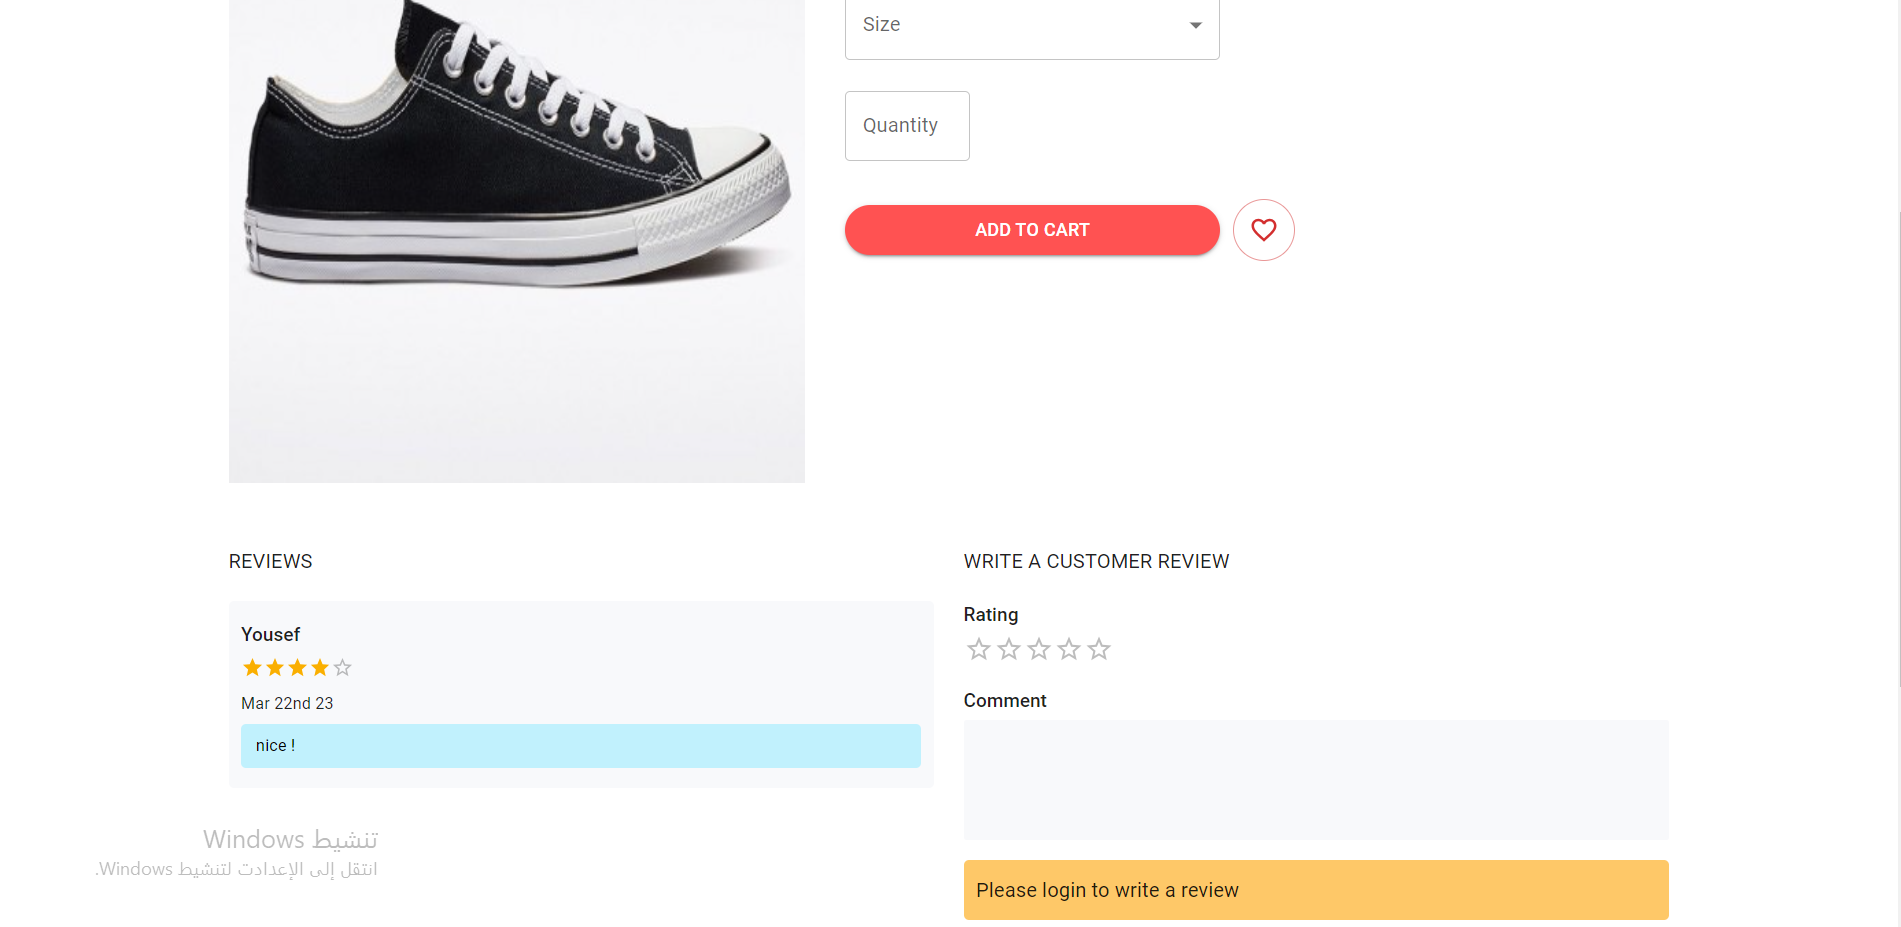 Size
Quantity
ADD TO CART
REVIEWS
Yousef
Mar 22nd 23
nice !
WRITE A CUSTOMER REVIEW
Rating
Comment
Please login to write a review
تنشيط Windows
انتقل إلى الإعدادت لتنشيط Windows.